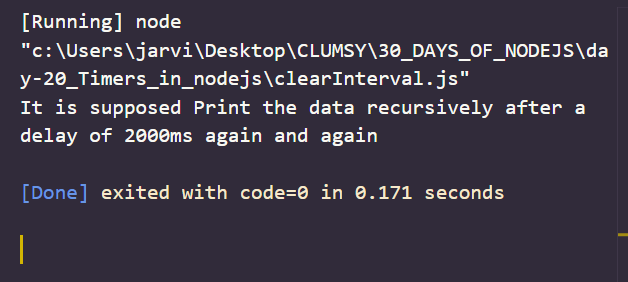 [Running] node
"c:\Users\jarvi\Desktop\CLUMSY\30_DAYS_OF_NODEJS\da
y-20_Timers_in_nodejs\clearInterval.js"
It is supposed Print the data recursively after a
delay of 2000ms again and again
[Done] exited with code=0 in 0.171 seconds